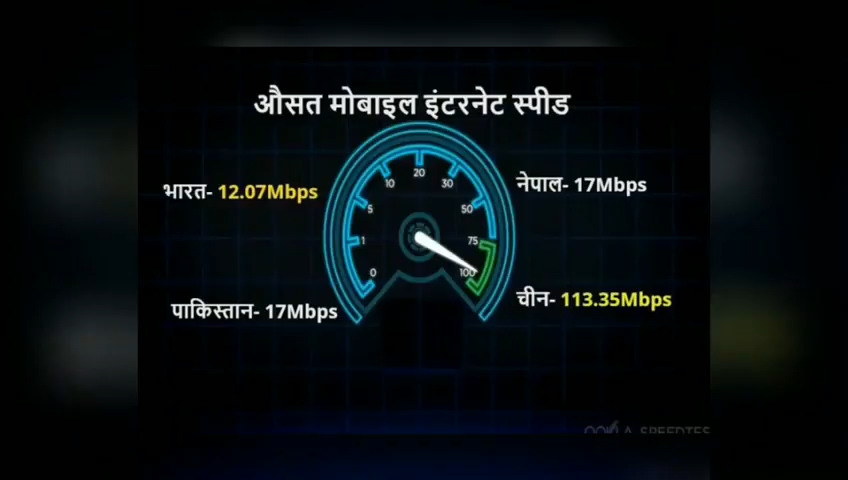 औसत मोबाइल इंटरनेट स्पीड
भारत- 12.07Mbps
नेपाल- 17Mbps
पाकिस्तान- 17Mbps
चीन- 113.35Mbps
0
1
5
10
20
30
50
75
100
SPEEDTES